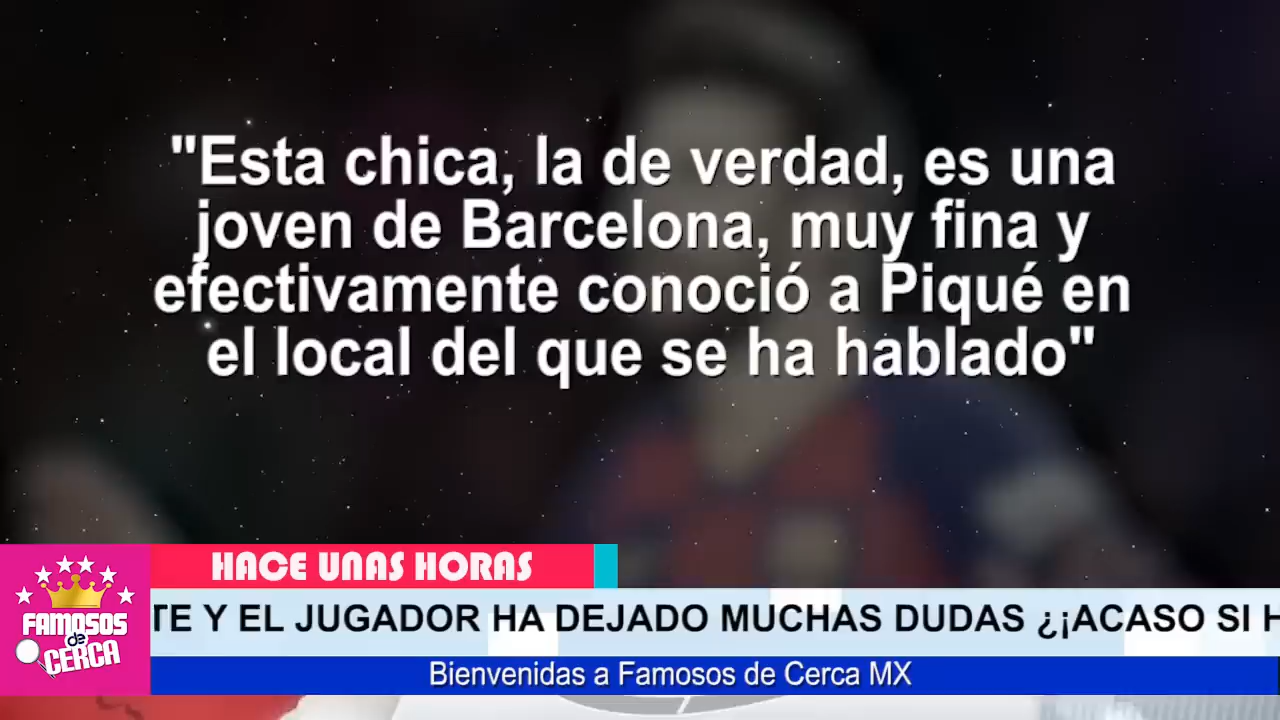 "Esta chica, la de verdad, es una
joven de Barcelona, muy fina y
efectivamente conoció a Piqué en
el local del que se ha hablado"
HACE UNAS HORAS
FAMOSOS
de
CERCA
TE Y EL JUGADOR HA DEJADO MUCHAS DUDAS ¿¡ACASO SI H
Bienvenidas a Famosos de Cerca MX